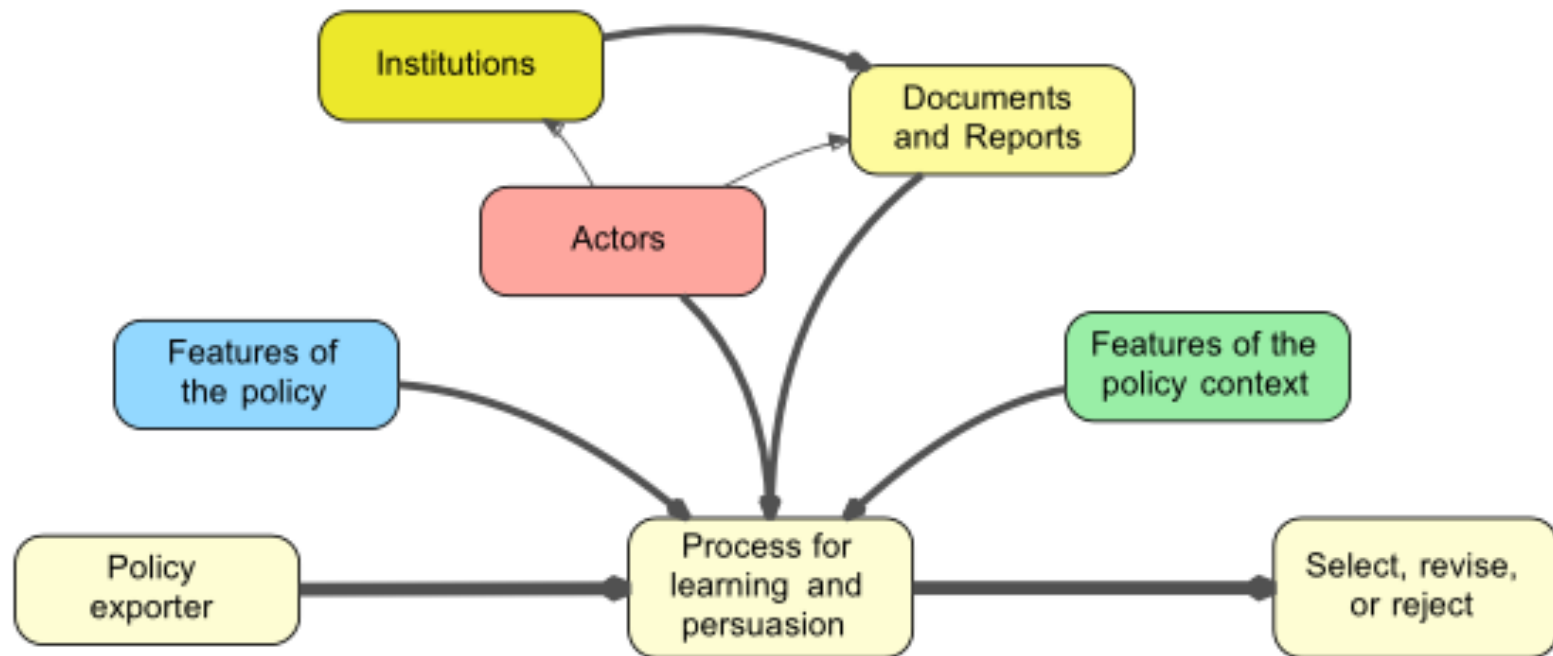 Institutions
Documents
and Reports
Actors
Features of
the policy
Features of the
policy context
Policy
exporter
Process for
learning and
persuasion
Select, revise,
or reject